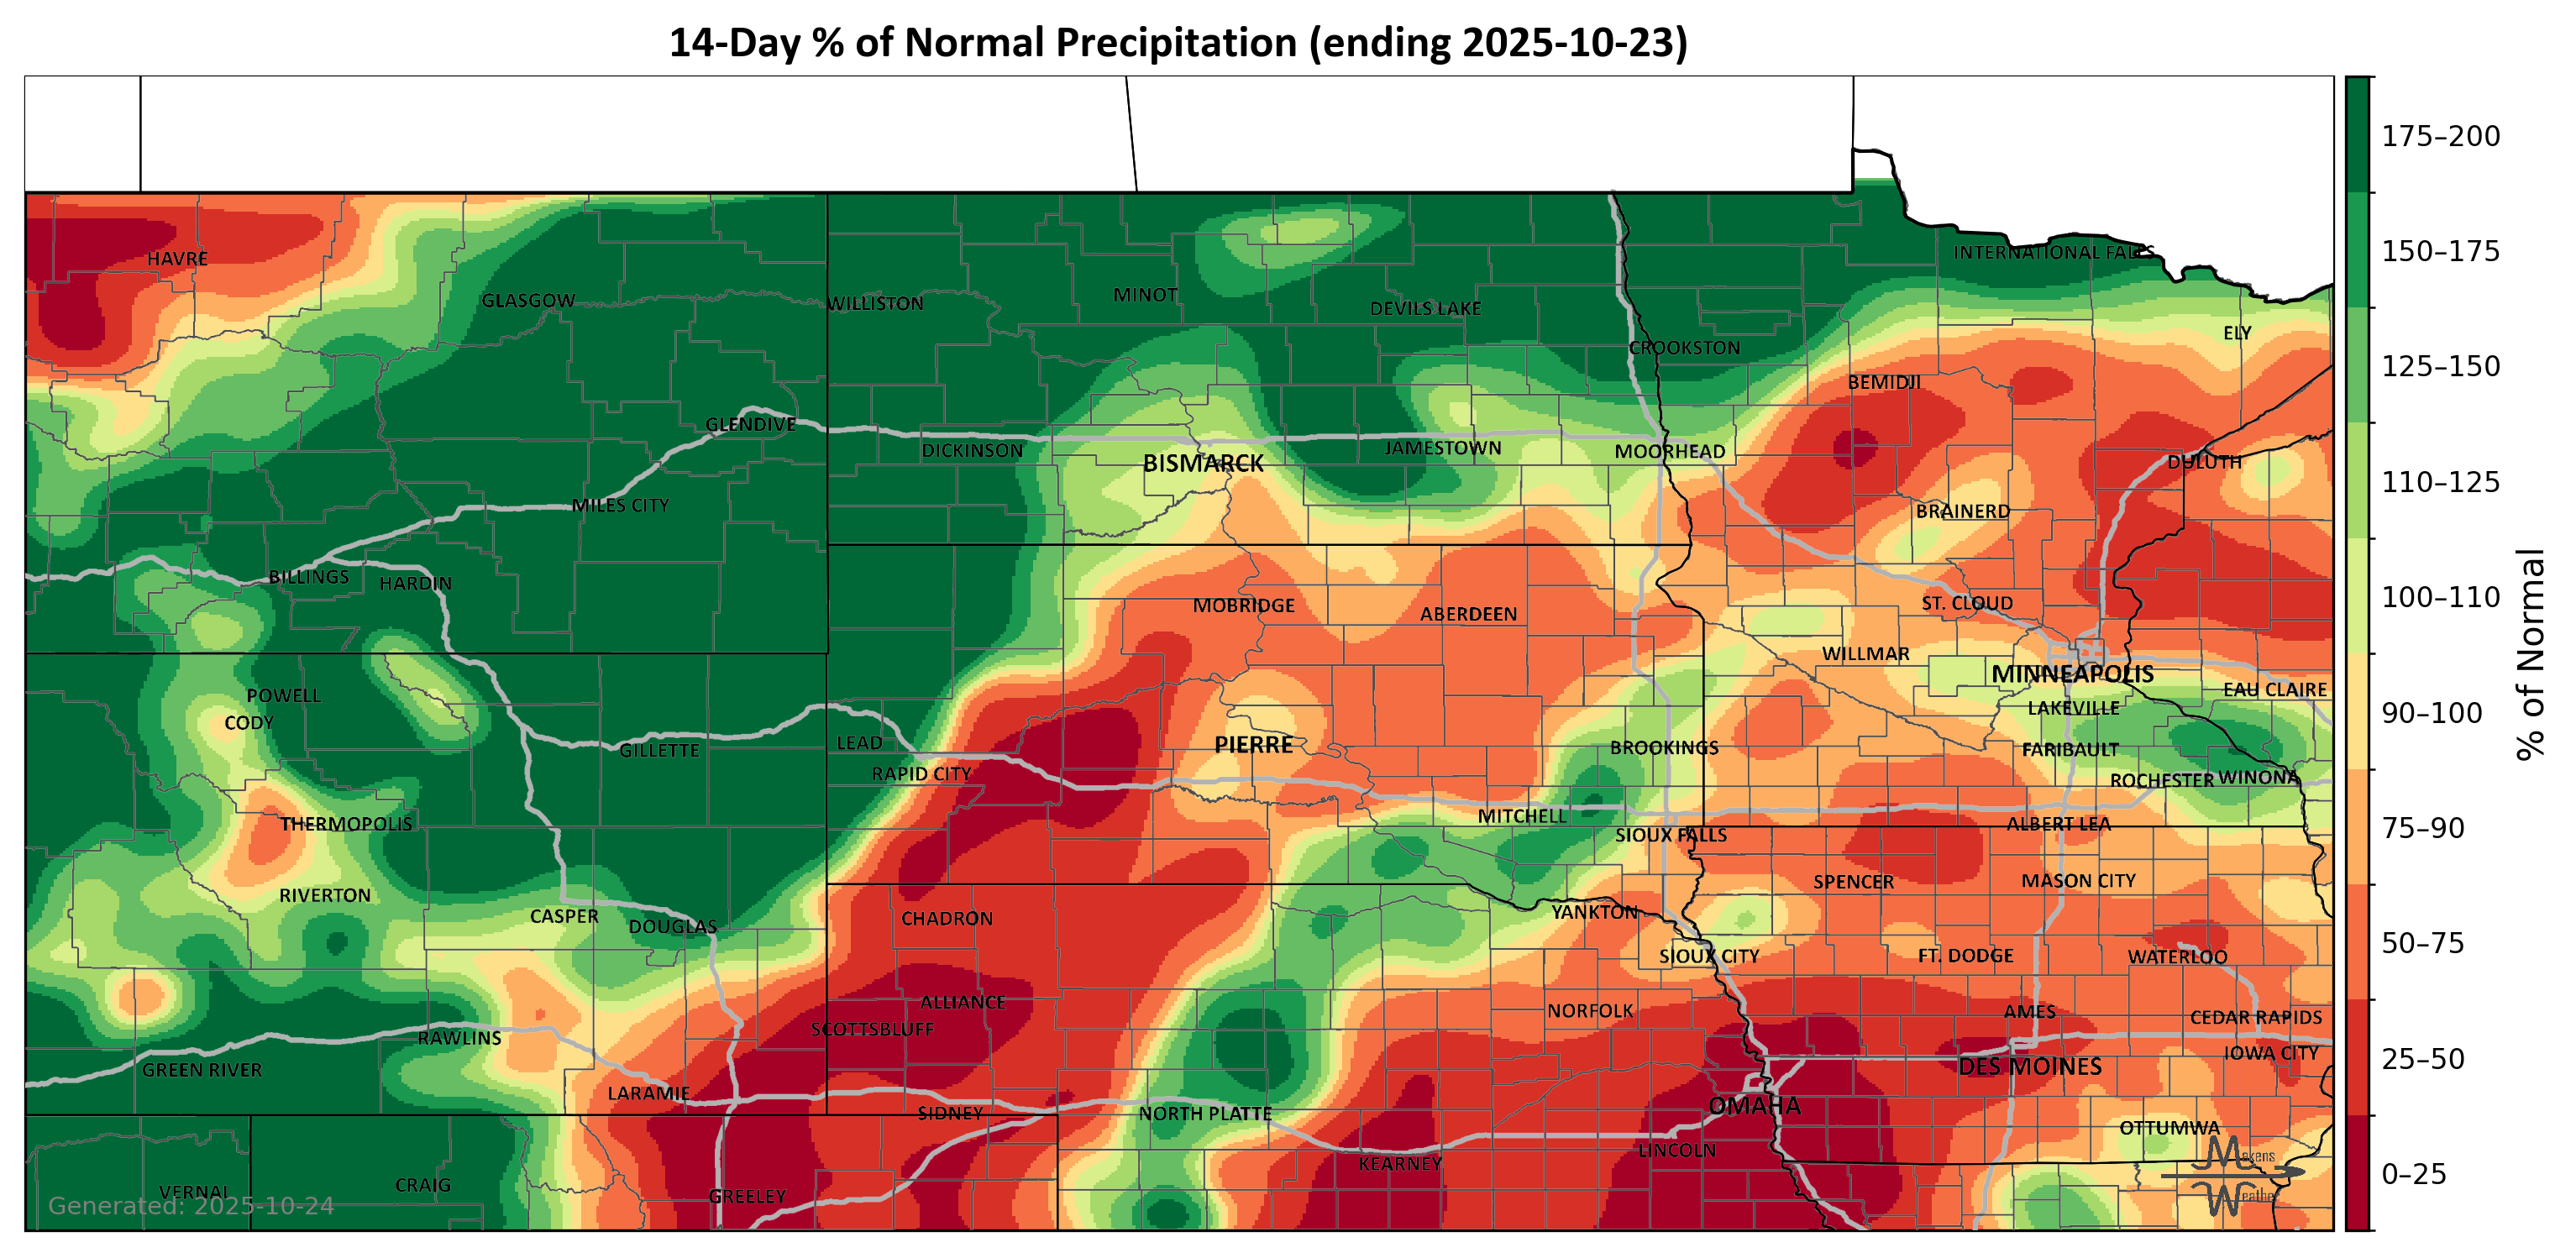 14-Day % of Normal Precipitation (ending 2025-10-23)
175–200
INTERNATIONAL FALLS
150–175
HAVRE
GLASGOW
WILLISTON
MINOT
DEVILS LAKE
ELY
CROOKSTON
125–150
BEMIDJI
GLENDIVE
DICKINSON
BISMARCK
JAMESTOWN
MOORHEAD
DULUTH
110–125
MILES CITY
BRAINERD
BILLINGS
HARDIN
100–110
MOBRIDGE
ABERDEEN
ST. CLOUD
% of Normal
WILLMAR
MINNEAPOLIS
EAU CLAIRE
POWELL
CODY
LAKEVILLE
90–100
GILLETTE
LEAD
PIERRE
BROOKINGS
FARIBAULT
RAPID CITY
ROCHESTER
WINONA
THERMOPOLIS
MITCHELL
SIOUX FALLS
ALBERT LEA
75–90
RIVERTON
SPENCER
MASON CITY
CASPER
DOUGLAS
CHADRON
YANKTON
50–75
SIOUX CITY
FT. DODGE
WATERLOO
ALLIANCE
SCOTTSBLUFF
NORFOLK
AMES
CEDAR RAPIDS
RAWLINS
GREEN RIVER
DES MOINES
IOWA CITY
25–50
LARAMIE
SIDNEY
NORTH PLATTE
OMAHA
OTTUMWA
KEARNEY
LINCOLN
Makens
Weather
0–25
VERNAL
CRAIG
GREELEY
Generated: 2025-10-24